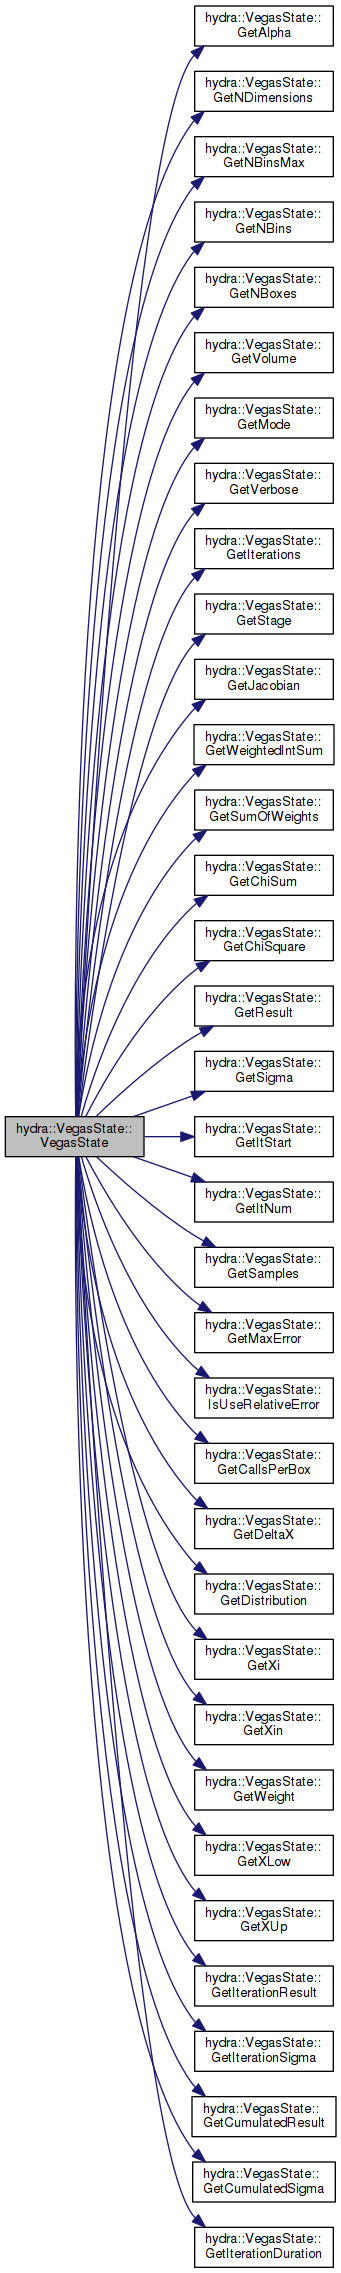 hydra::VegasState::
GetAlpha
hydra::VegasState::
GetNDimensions
hydra::VegasState::
GetNBinsMax
hydra::VegasState::
GetNBins
hydra::VegasState::
GetNBoxes
hydra::VegasState::
GetVolume
hydra::VegasState::
GetMode
hydra::VegasState::
GetVerbose
hydra::VegasState::
GetIterations
hydra::VegasState::
GetStage
hydra::VegasState::
GetJacobian
hydra::VegasState::
GetWeightedIntSum
hydra::VegasState::
GetSumOfWeights
hydra::VegasState::
GetChiSum
hydra::VegasState::
GetChiSquare
hydra::VegasState::
GetResult
hydra::VegasState::
GetSigma
hydra::VegasState::
VegasState
hydra::VegasState::
GetItStart
hydra::VegasState::
GetItNum
hydra::VegasState::
GetSamples
hydra::VegasState::
GetMaxError
hydra::VegasState::
IsUseRelativeError
hydra::VegasState::
GetCallsPerBox
hydra::VegasState::
GetDeltaX
hydra::VegasState::
GetDistribution
hydra::VegasState::
GetXi
hydra::VegasState::
GetXin
hydra::VegasState::
GetWeight
hydra::VegasState::
GetXLow
hydra::VegasState::
GetXUp
hydra::VegasState::
GetIterationResult
hydra::VegasState::
GetIterationSigma
hydra::VegasState::
GetCumulatedResult
hydra::VegasState::
GetCumulatedSigma
hydra::VegasState::
GetIterationDuration